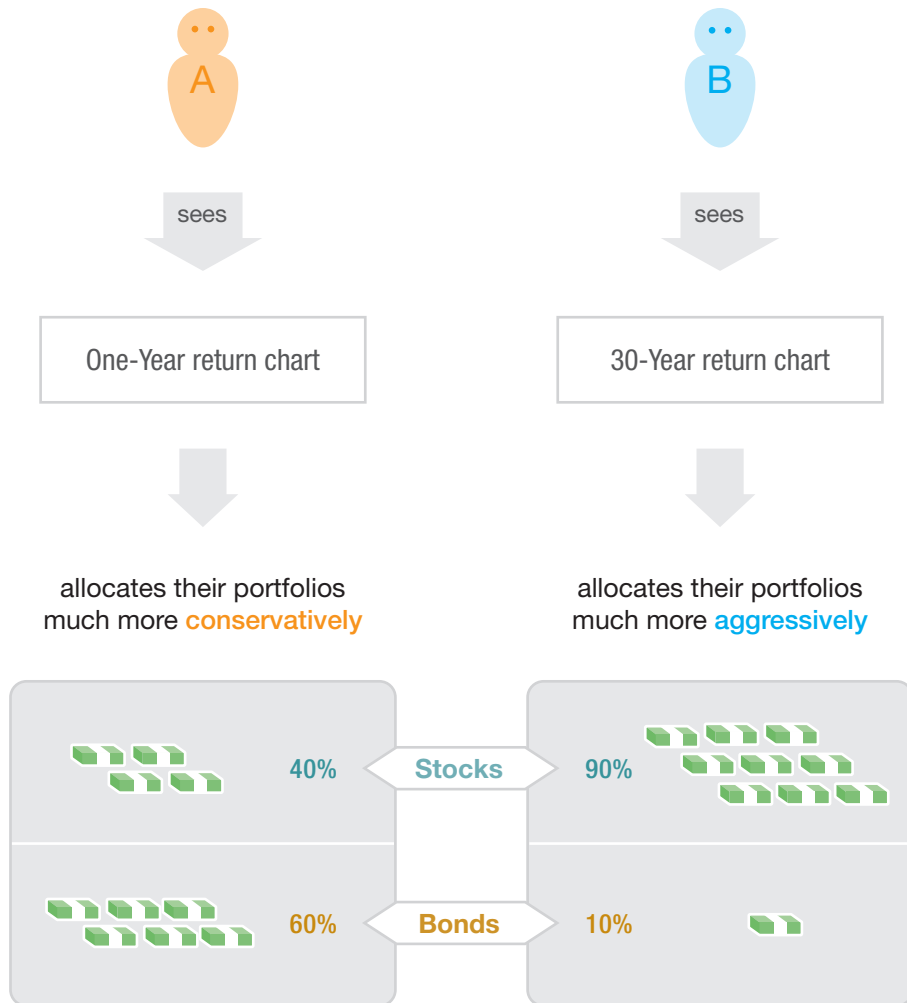 A
B
sees
sees
One-Year return chart
30-Year return chart
allocates their portfolios
much more conservatively
allocates their portfolios
much more aggressively
40%
Stocks
90%
60%
Bonds
10%